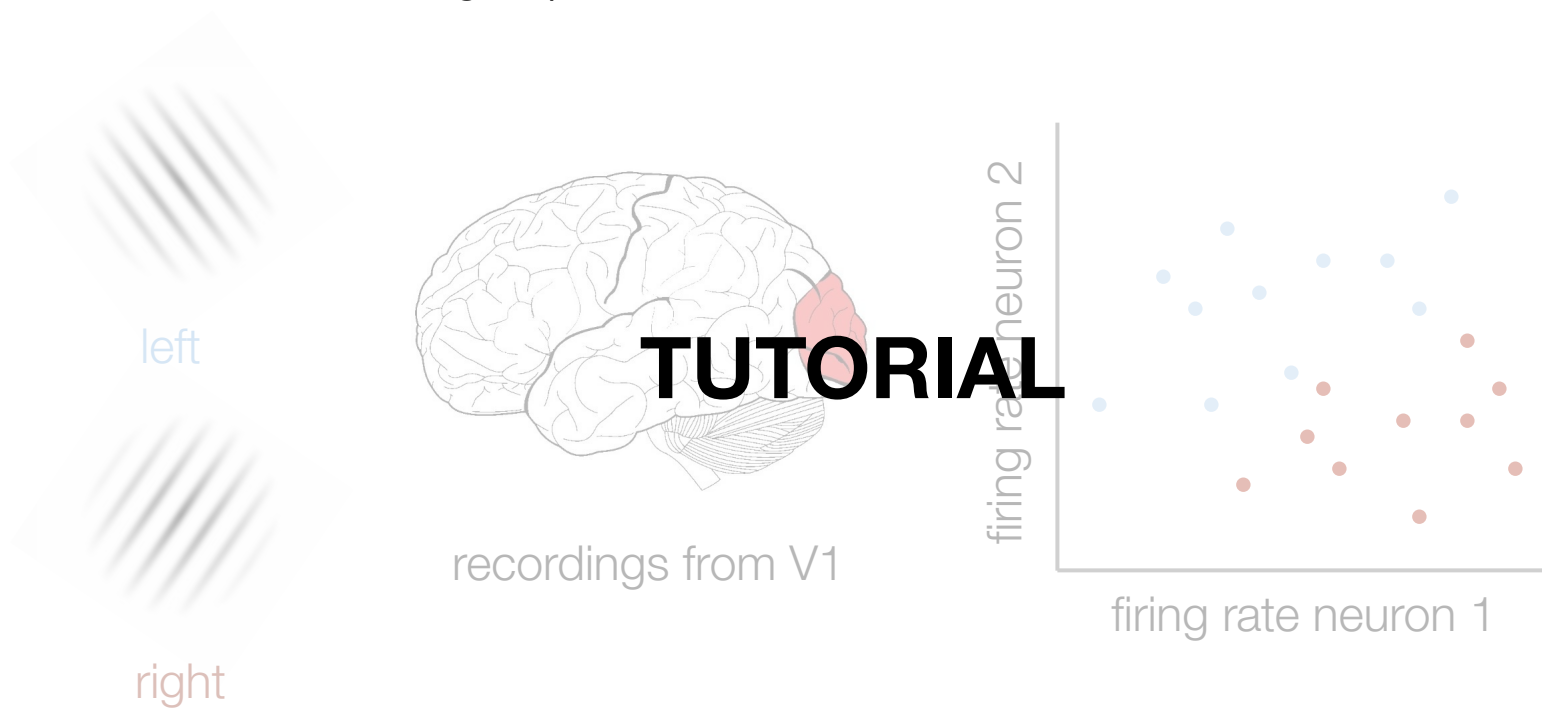 left
right
recordings from V1
TUTORIAL
firing rate neuron 2
firing rate neuron 1